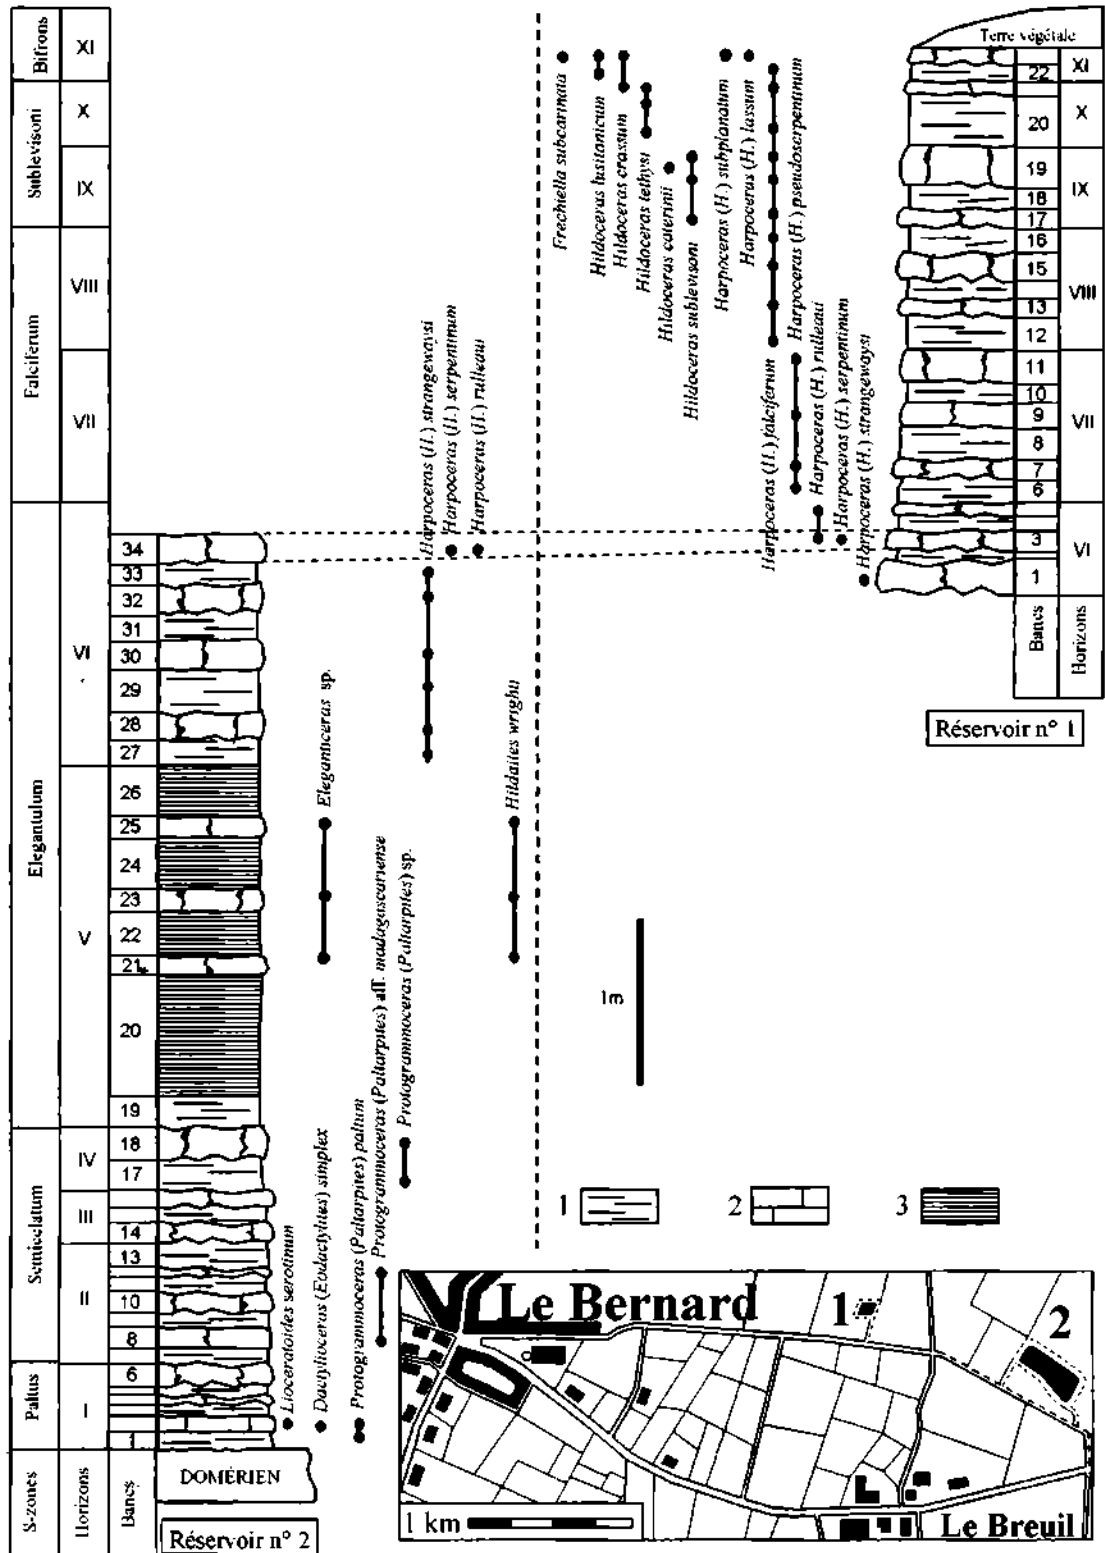 Bifrons
XI
Sublevisoni
X
IX
Falciferum
VIII
VII
Elegantulum
VI
V
Semicelatum
IV
III
II
Paltus
I
S-zones
Horizons
Bancs
34
33
32
31
30
29
28
27
26
25
24
23
22
21
20
19
18
17
14
13
10
8
6
1
DOMÉRIEN
Réservoir n° 2
Lioceratoides serotinum
Dactylioceras (Eodactylites) simplex
Protogrammoceras (Paltarpites) paltum
Protogrammoceras (Paltarpites) aff. madagascariense
Protogrammoceras (Paltarpites) sp.
Eleganticeras sp.
Hildaites wrighti
Harpoceras (H.) strangewaysi
Harpoceras (H.) serpentinum
Harpoceras (H.) rulleaui
Frechiella subcarinata
Hildoceras lusitanicum
Hildoceras crassum
Hildoceras tethysi
Hildoceras caterinii
Hildoceras sublevisoni
Harpoceras (H.) subplanatum
Harpoceras (H.) lassum
Harpoceras (H.) pseudoserpentinum
Harpoceras (H.) falciferum
Harpoceras (H.) rulleaui
Harpoceras (H.) serpentinum
Harpoceras (H.) strangewaysi
Terre végétale
22
XI
20
X
19
18
IX
17
16
15
VIII
13
12
11
10
9
VII
8
7
6
3
VI
1
Bancs
Horizons
Réservoir n° 1
1m
1
2
3
Le Bernard
1
2
1 km
Le Breuil